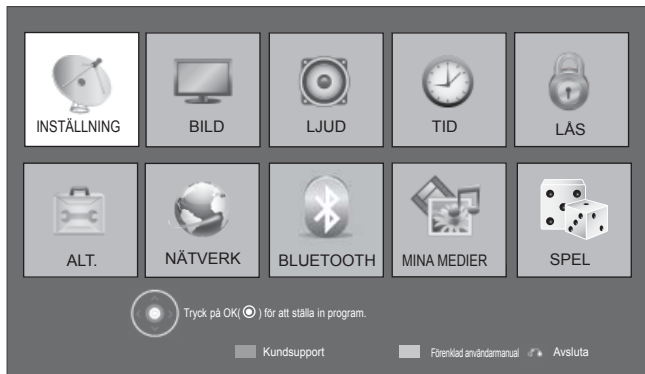 INSTÄLLNING BILD LJUD TID LÅS
ALT. NÄTVERK BLUETOOTH MINA MEDIER SPEL
Tryck på OK( ) för att ställa in program.
Kundsupport Förenklad användarmanual Avsluta